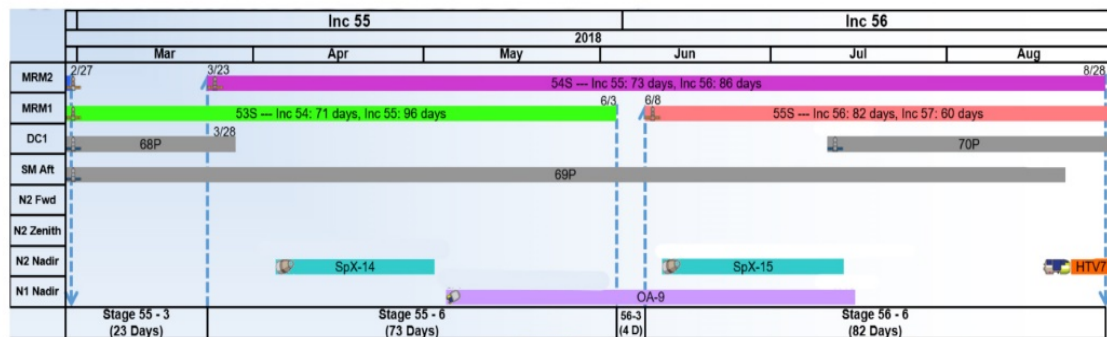 Inc 55 Inc 56
2018
Mar Apr May Jun Jul Aug
MRM2 2/27 3/23 54S --- Inc 55: 73 days, Inc 56: 86 days 8/28
MRM1 53S --- Inc 54: 71 days, Inc 55: 96 days 6/3 6/8 55S --- Inc 56: 82 days, Inc 57: 60 days
DC1 68P 3/28 70P
SM Aft 69P
N2 Fwd
N2 Zenith
N2 Nadir SpX-14 SpX-15 HTV7
N1 Nadir OA-9
Stage 55 - 3 Stage 55 - 6 56-3 Stage 56 - 6
(23 Days) (73 Days) (4 D) (82 Days)